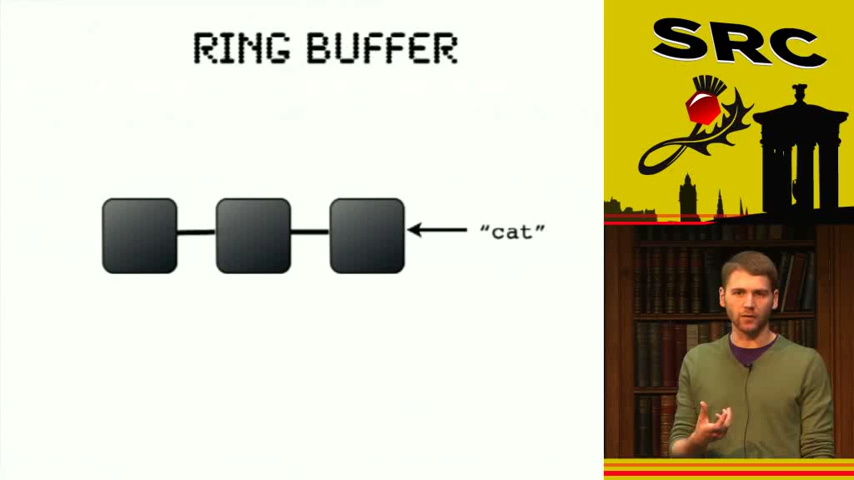 RING BUFFER
“cat”
SRC